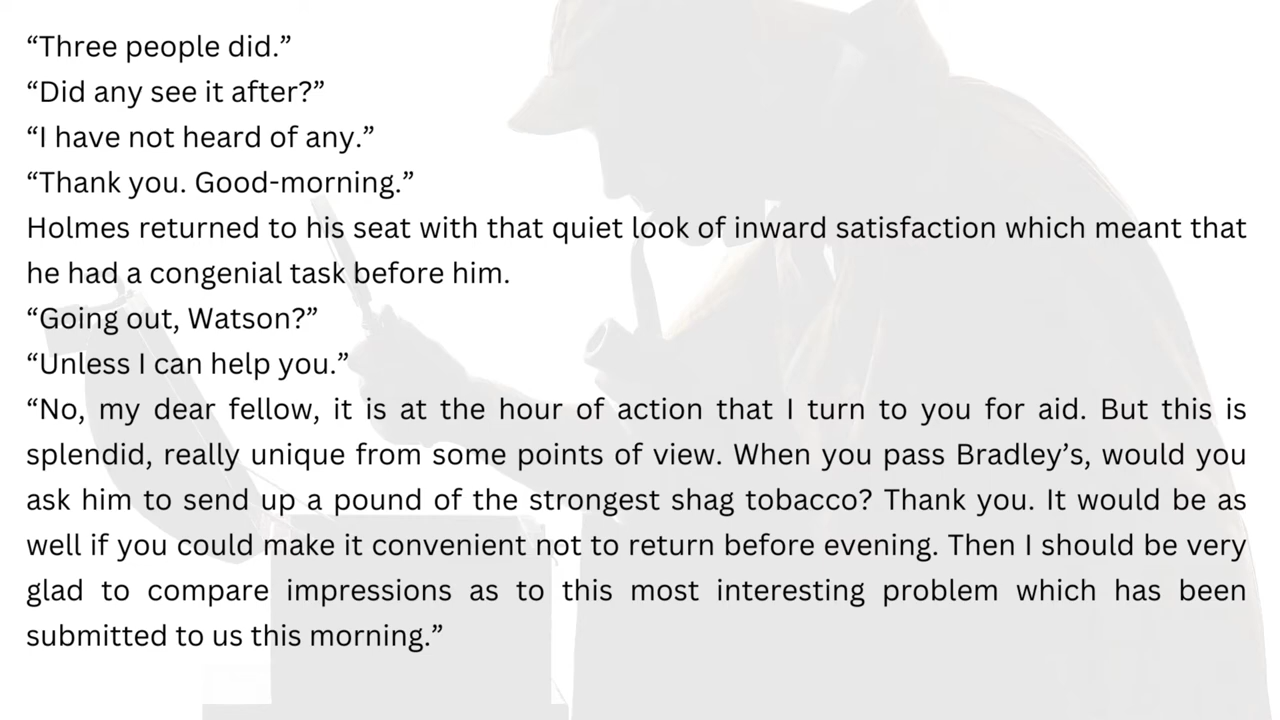 “Three people did.”
“Did any see it after?”
“I have not heard of any.”
“Thank you. Good-morning.”
Holmes returned to his seat with that quiet look of inward satisfaction which meant that
he had a congenial task before him.
“Going out, Watson?”
“Unless I can help you.”
“No, my dear fellow, it is at the hour of action that I turn to you for aid. But this is
splendid, really unique from some points of view. When you pass Bradley’s, would you
ask him to send up a pound of the strongest shag tobacco? Thank you. It would be as
well if you could make it convenient not to return before evening. Then I should be very
glad to compare impressions as to this most interesting problem which has been
submitted to us this morning.”